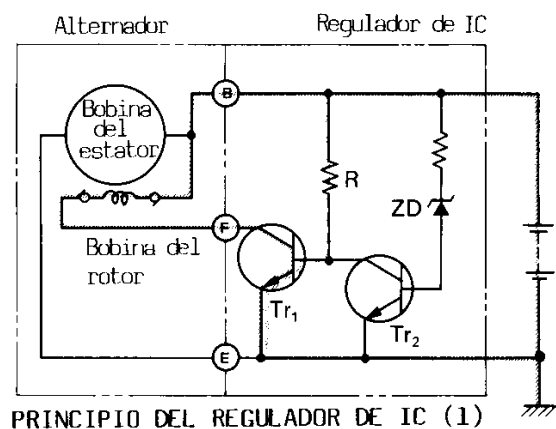 Alternador
Regulador de IC
Bobina
del
estator
B
R
ZD
F
Bobina del
rotor
Tr1
Tr2
E
PRINCIPIO DEL REGULADOR DE IC (1)